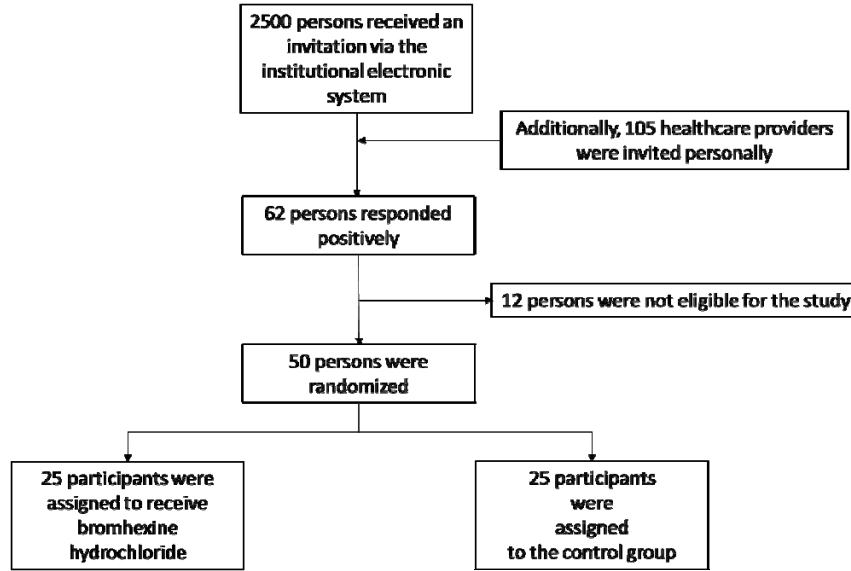 2500 persons received an
invitation via the
institutional electronic
system
Additionally, 105 healthcare providers
were invited personally
62 persons responded
positively
12 persons were not eligible for the study
50 persons were
randomized
25 participants were
assigned to receive
bromhexine
hydrochloride
25 participants
were
assigned
to the control group